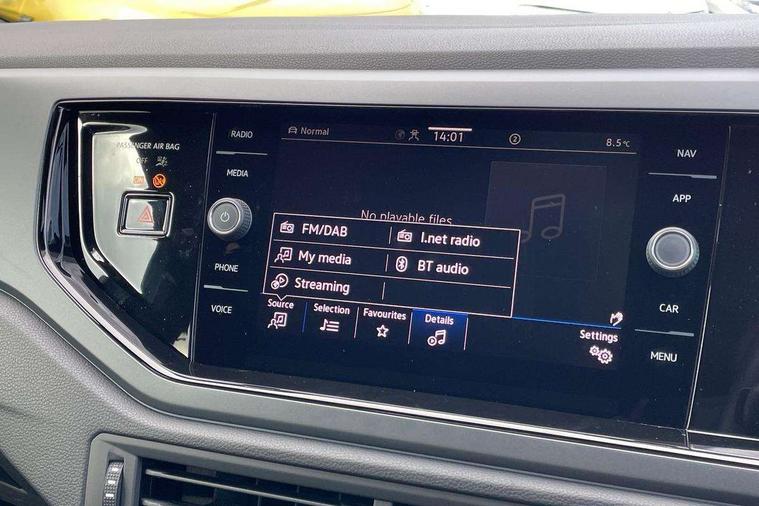 PASSENGER AIR BAG
OFF
RADIO
MEDIA
PHONE
VOICE
Normal
14:01
2
8.5°C
No playable files
FM/DAB
I.net radio
My media
BT audio
Streaming
Source
Selection
Favourites
Details
Settings
NAV
APP
CAR
MENU